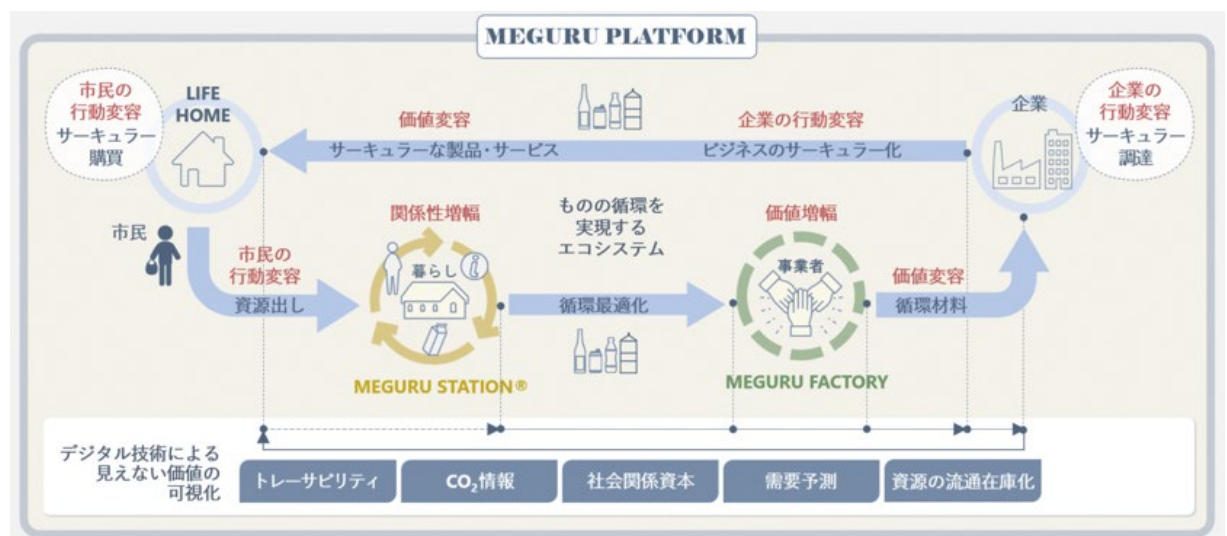 MEGURU PLATFORM
市民の
行動変容
サーキュラー
購買
LIFE
HOME
価値変容
サーキュラーな製品・サービス
企業の行動変容
ビジネスのサーキュラー化
企業
企業の
行動変容
サーキュラー
調達
市民
市民の
行動変容
資源出し
関係性増幅
暮らし
i
MEGURU STATION®
ものの循環を
実現する
エコシステム
循環最適化
価値増幅
事業者
MEGURU FACTORY
価値変容
循環材料
デジタル技術による
見えない価値の
可視化
トレーサビリティ
CO₂情報
社会関係資本
需要予測
資源の流通在庫化